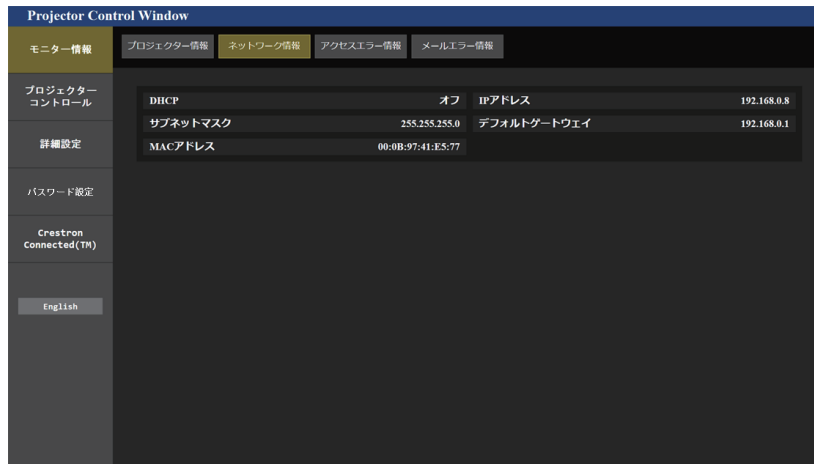 Projector Control Window
モニター情報
プロジェクター情報 ネットワーク情報 アクセスエラー情報 メールエラー情報
プロジェクター
コントロール
詳細設定
パスワード設定
Crestron
Connected(TM)
English
DHCP オフ IPアドレス 192.168.0.8
サブネットマスク 255.255.255.0 デフォルトゲートウェイ 192.168.0.1
MACアドレス 00:0B:97:41:E5:77